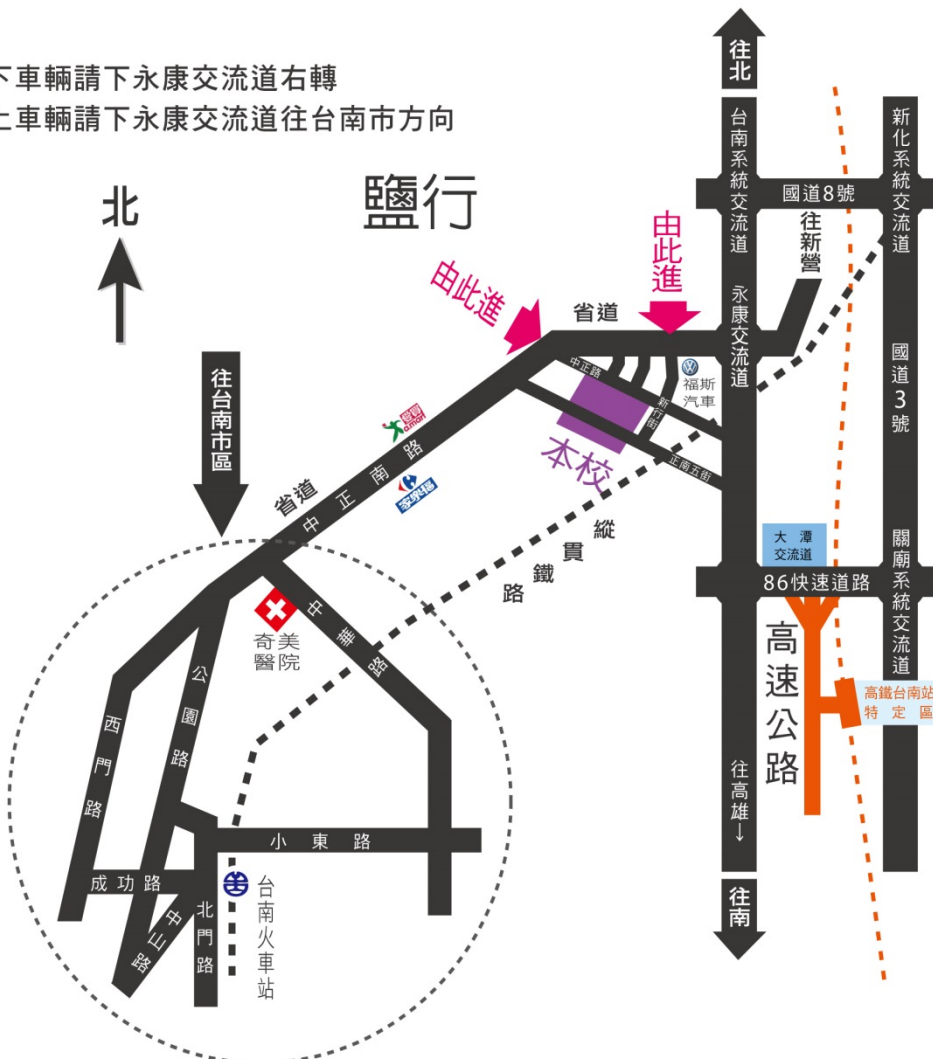 下車輛請下永康交流道右轉
上車輛請下永康交流道往台南市方向
北
鹽行
往北
台南系統交流道
新化系統交流道
國道8號
往新營
由此進
由此進
省道
永康交流道
國道3號
中正路
福斯
汽車
新行街
本校
正南五街
往台南市區
愛買
a.mart
家樂福
省道
中正南路
縱貫鐵路
大潭
交流道
86快速道路
關廟系統交流道
高速公路
高鐵台南站
特定區
往高雄↓
往南
奇美
醫院
中華路
公園路
西門路
小東路
成功路
中山路
北門路
台南火車站